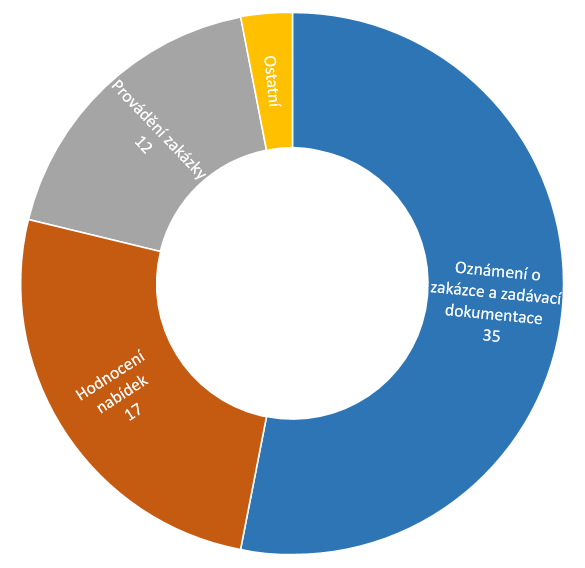 Ostatní
Provádění zakázky
12
Oznámení o
zakázce a zadávací
dokumentace
35
Hodnocení
nabídek
17